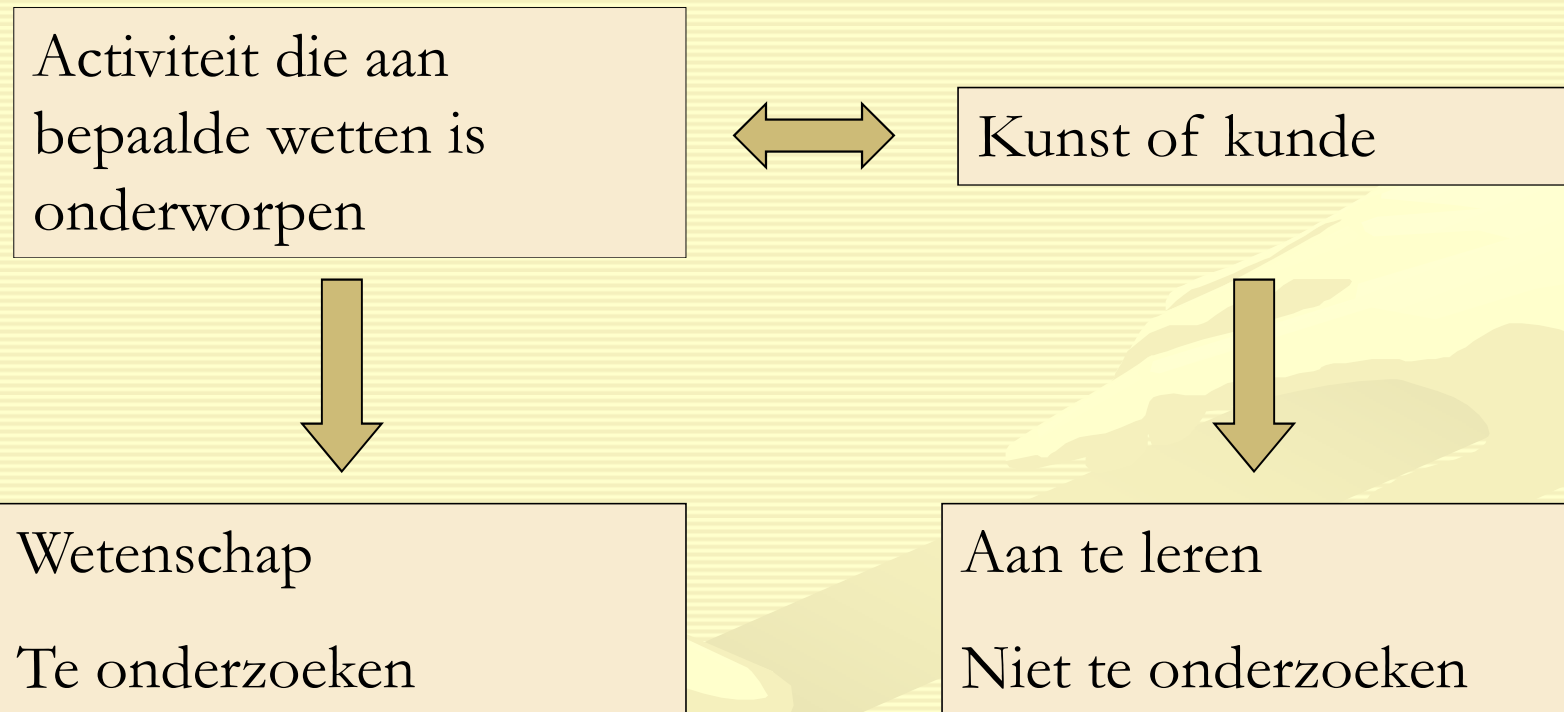 Activiteit die aan
bepaalde wetten is
onderworpen
Kunst of kunde
Wetenschap
Te onderzoeken
Aan te leren
Niet te onderzoeken